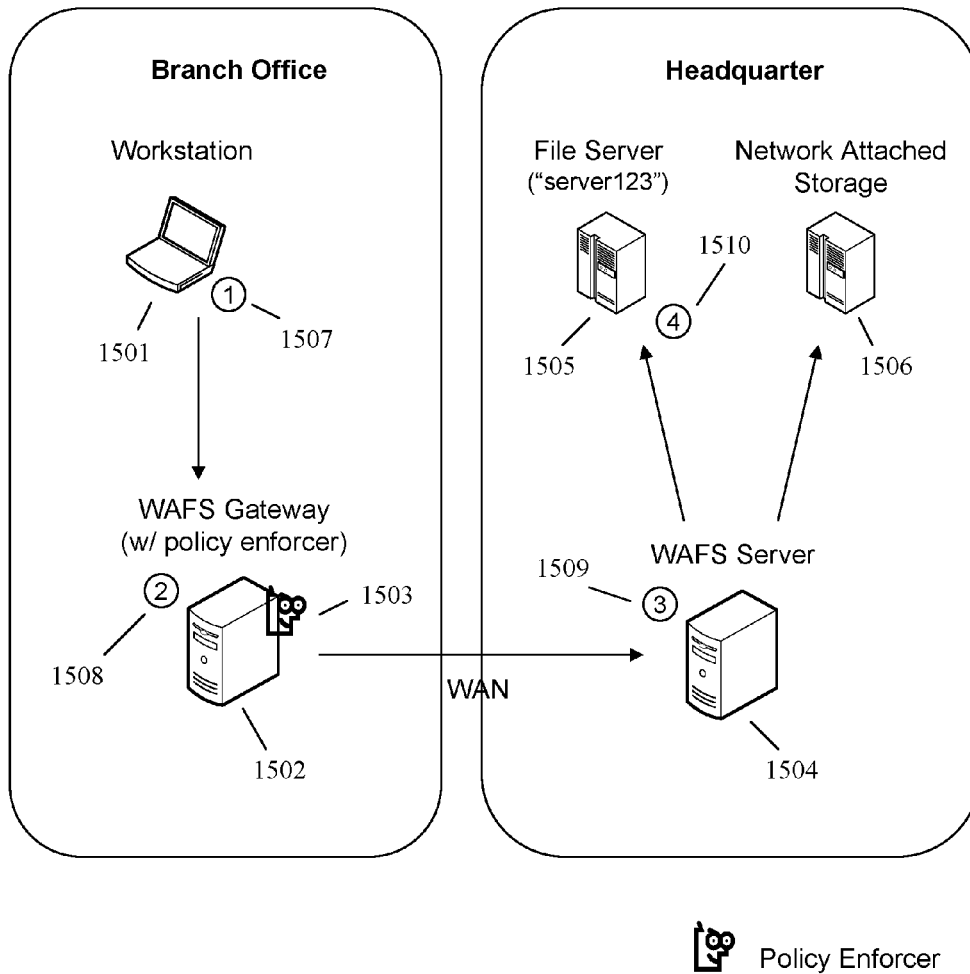 Branch Office
Headquarter
Workstation
File Server
("server123")
Network Attached
Storage
1
1507
1501
1510
4
1505
1506
WAFS Gateway
(w/ policy enforcer)
WAFS Server
2
1503
1509
3
1508
WAN
1502
1504
Policy Enforcer